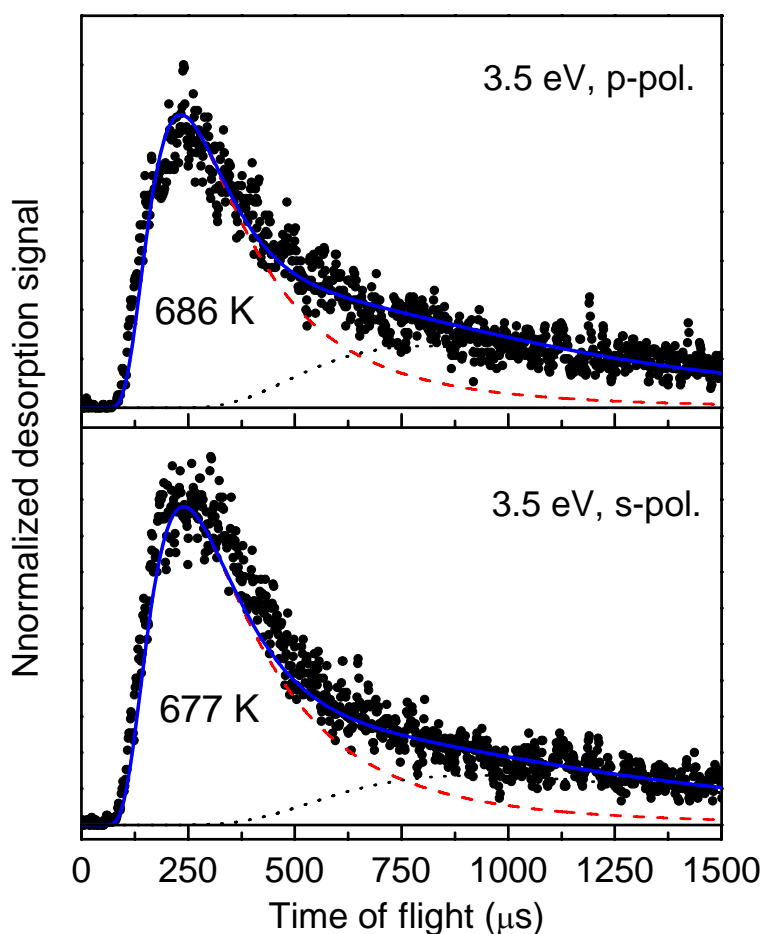 3.5 eV, p-pol.
686 K
Nnormalized desorption signal
3.5 eV, s-pol.
677 K
0 250 500 750 1000 1250 1500
Time of flight (μs)